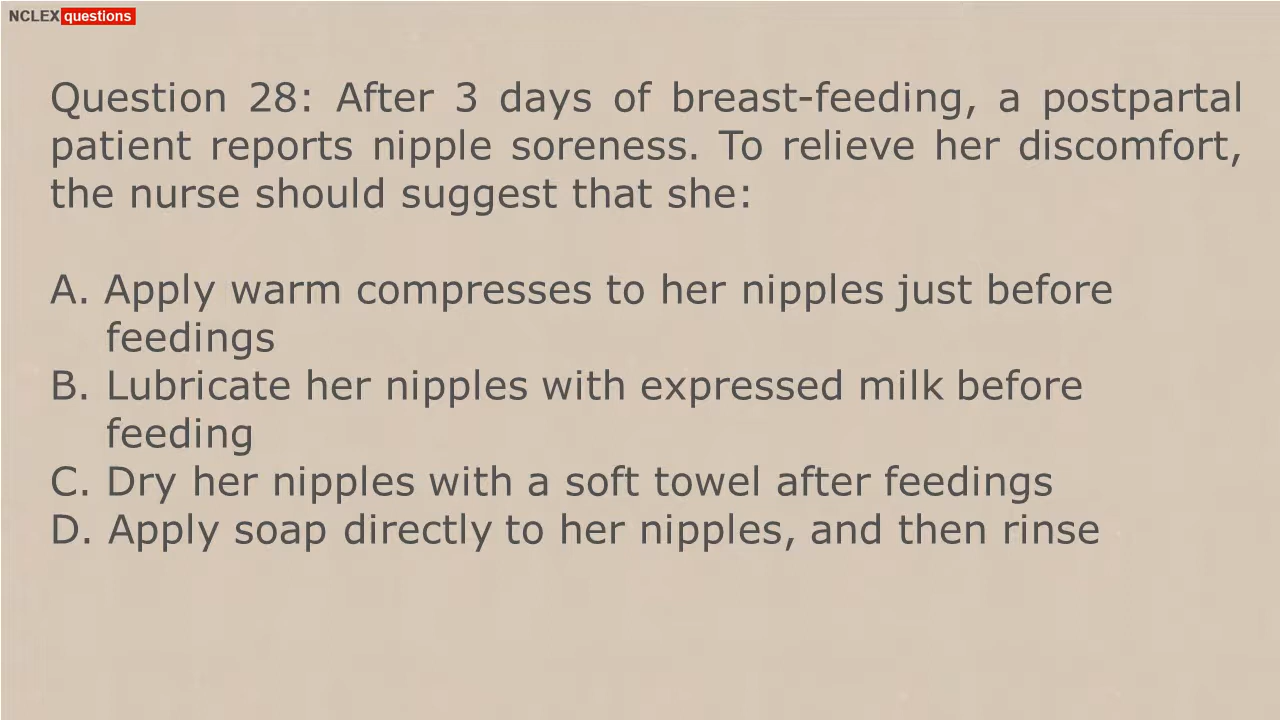 NCLEX questions
Question 28: After 3 days of breast-feeding, a postpartal
patient reports nipple soreness. To relieve her discomfort,
the nurse should suggest that she:
A. Apply warm compresses to her nipples just before
feedings
B. Lubricate her nipples with expressed milk before
feeding
C. Dry her nipples with a soft towel after feedings
D. Apply soap directly to her nipples, and then rinse